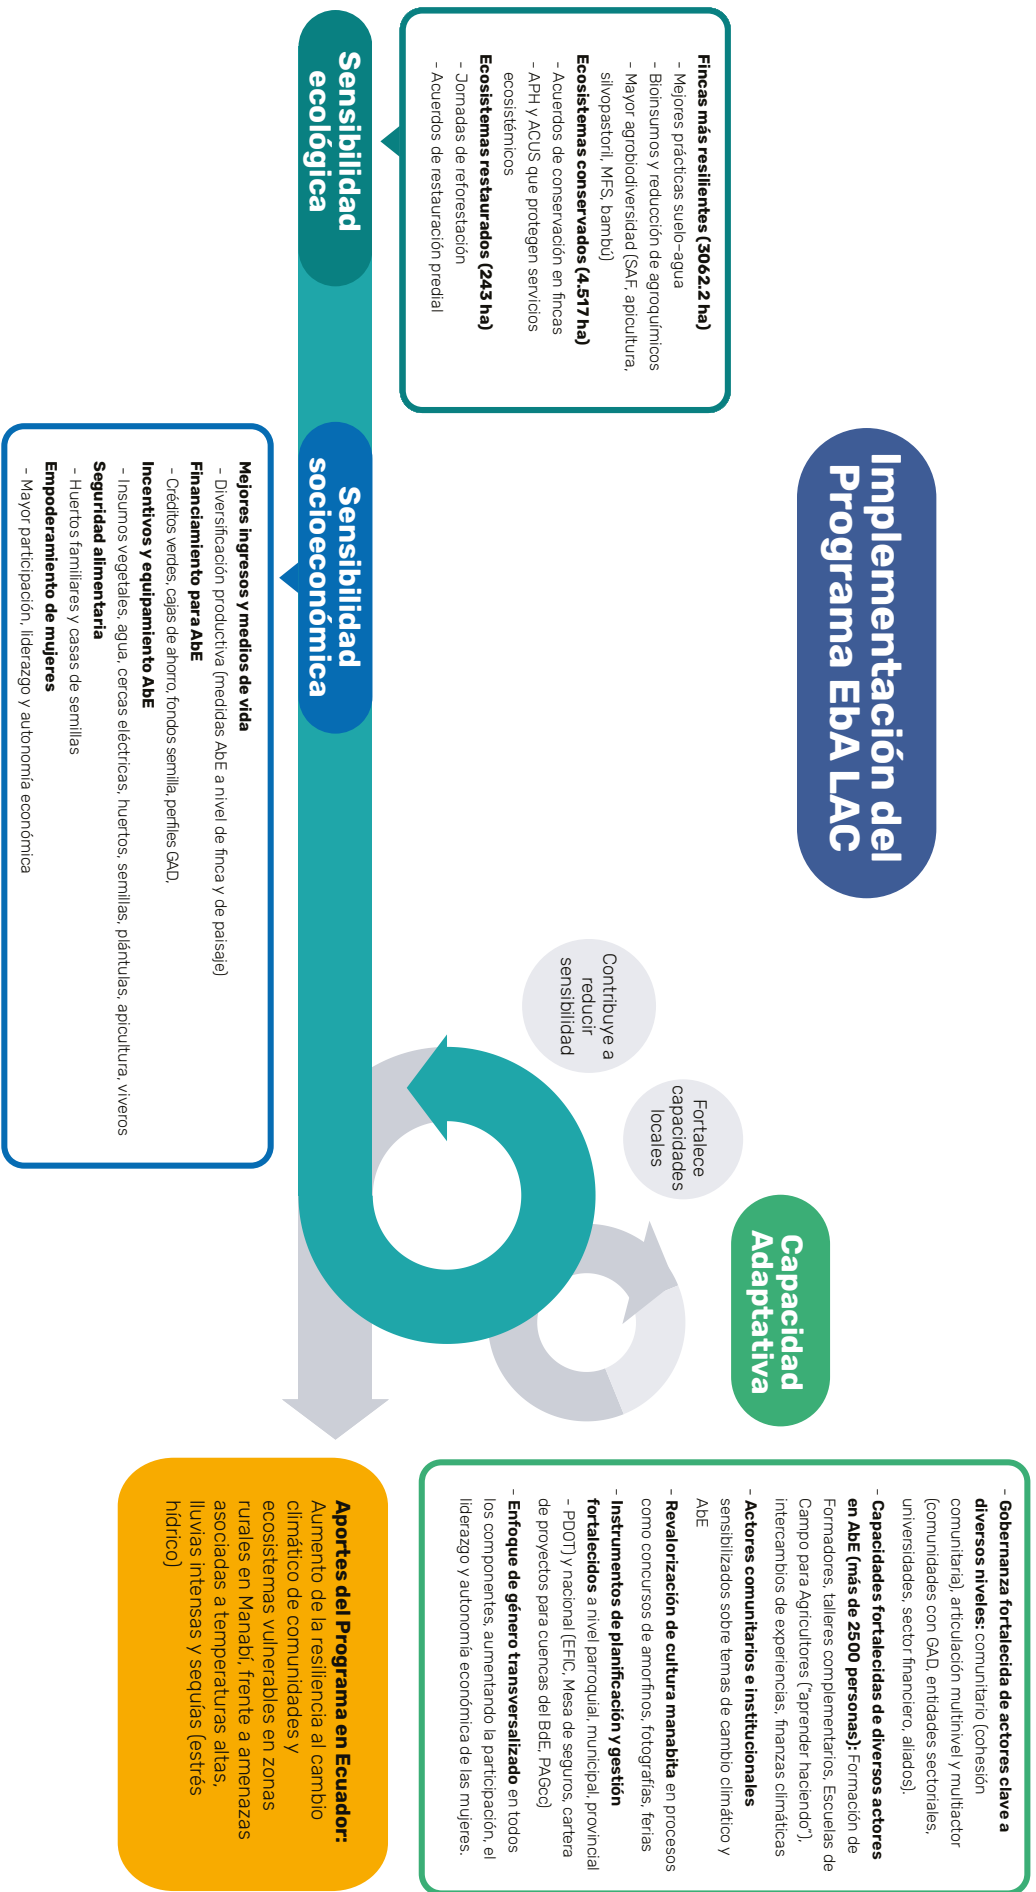 Implementación del
Programa EbA LAC
Fincas más resilientes (3062.2 ha)
- Mejores prácticas suelo-agua
- Bioinsumos y reducción de agroquímicos
- Mayor agrobiodiversidad (SAF, apicultura,
silvopastoril, MFS, bambú)
Ecosistemas conservados (4.517 ha)
- Acuerdos de conservación en fincas
- APH y ACUS que protegen servicios
ecosistémicos
Ecosistemas restaurados (243 ha)
- Jornadas de reforestación
- Acuerdos de restauración predial
Sensibilidad
ecológica
Sensibilidad
socioeconómica
Mejores ingresos y medios de vida
- Diversificación productiva (medidas AbE a nivel de finca y de paisaje)
Financiamiento para AbE
- Créditos verdes, cajas de ahorro, fondos semilla, perfiles GAD,
Incentivos y equipamiento AbE
- Insumos vegetales, agua, cercas eléctricas, huertos, semillas, plántulas, apicultura, viveros
Seguridad alimentaria
- Huertos familiares y casas de semillas
Empoderamiento de mujeres
- Mayor participación, liderazgo y autonomía económica
Contribuye a
reducir
sensibilidad
Fortalece
capacidades
locales
Capacidad
Adaptativa
- Gobernanza fortalecida de actores clave a
diversos niveles: comunitario (cohesión
comunitaria), articulación multinivel y multiactor
(comunidades con GAD, entidades sectoriales,
universidades, sector financiero, aliados).
- Capacidades fortalecidas de diversos actores
en AbE (más de 2500 personas): Formación de
Formadores, talleres complementarios, Escuelas de
Campo para Agricultores ("aprender haciendo"),
intercambios de experiencias, finanzas climáticas
- Actores comunitarios e institucionales
sensibilizados sobre temas de cambio climático y
AbE
- Revalorización de cultura manabita en procesos
como concursos de amorfinos, fotografías, ferias
- Instrumentos de planificación y gestión
fortalecidos a nivel parroquial, municipal, provincial
- PDOT) y nacional (EFIC, Mesa de seguros, cartera
de proyectos para cuencas del BdE, PAGcc)
- Enfoque de género transversalizado en todos
los componentes, aumentando la participación, el
liderazgo y autonomía económica de las mujeres.
Aportes del Programa en Ecuador:
Aumento de la resiliencia al cambio
climático de comunidades y
ecosistemas vulnerables en zonas
rurales en Manabí, frente a amenazas
asociadas a temperaturas altas,
lluvias intensas y sequías (estrés
hídrico)